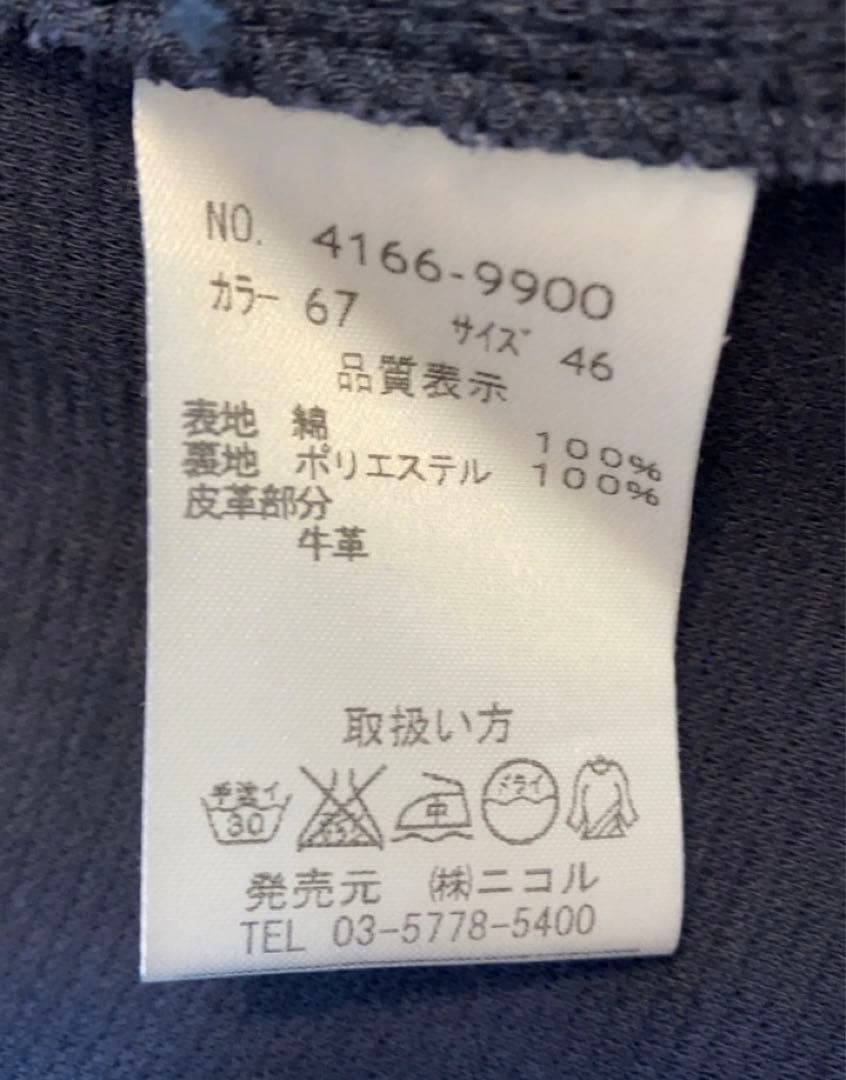 NO. 4166-9900
カラー 67 サイズ 46
品質表示
表地 綿 100%
裏地 ポリエステル 100%
皮革部分
牛革
取扱い方
手洗イ 30 中 ドライ
発売元 ㈱ニコル
TEL 03-5778-5400